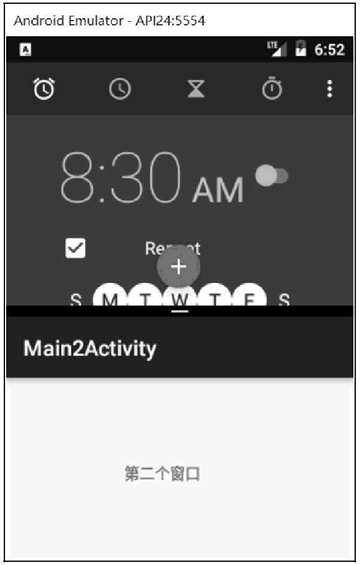 Android Emulator - API24:5554
A
LTE 6:52
8:30 AM
Repeat
S M T W T F S
Main2Activity
第二个窗口